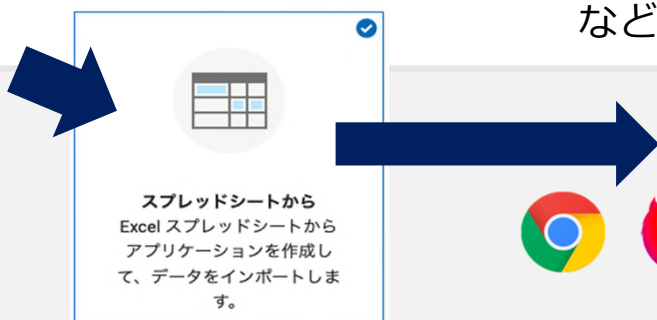 など
スプレッドシートから
Excel スプレッドシートから
アプリケーションを作成し
て、データをインポートしま
す。